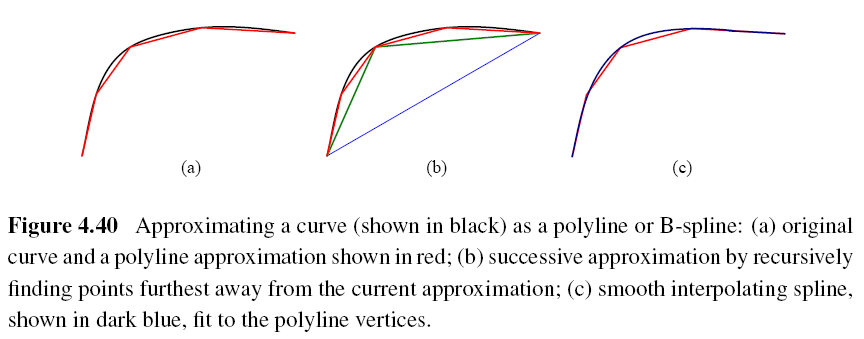 (a) (b) (c)
Figure 4.40 Approximating a curve (shown in black) as a polyline or B-spline: (a) original
curve and a polyline approximation shown in red; (b) successive approximation by recursively
finding points furthest away from the current approximation; (c) smooth interpolating spline,
shown in dark blue, fit to the polyline vertices.